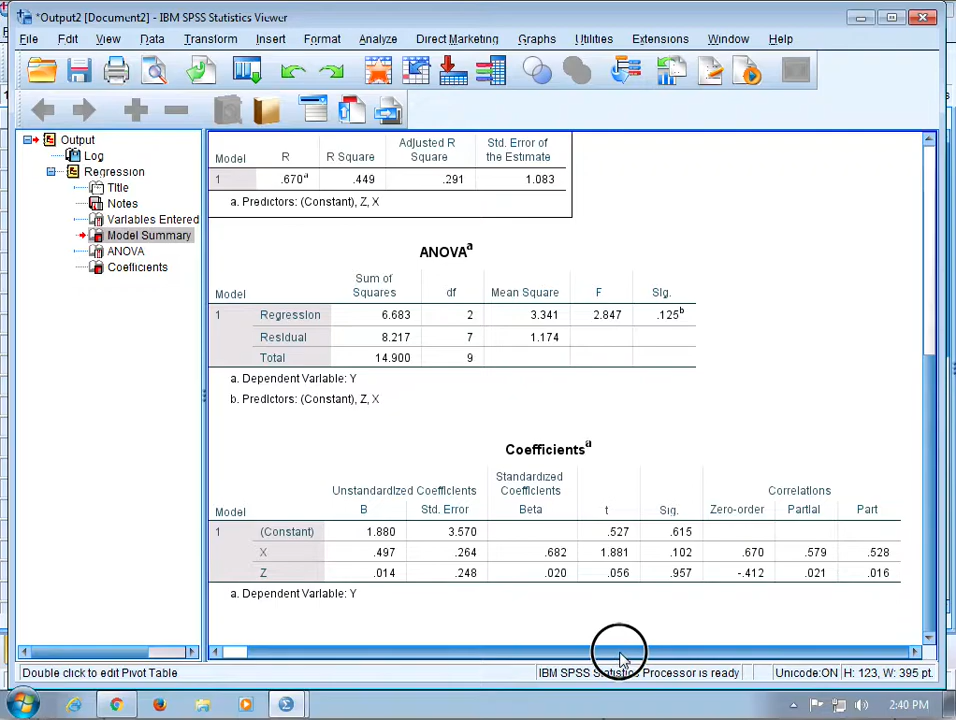 *Output2 [Document2] - IBM SPSS Statistics Viewer
File Edit View Data Transform Insert Format Analyze Direct Marketing Graphs Utilities Extensions Window Help
Output
Log
Regression
Title
Notes
Variables Entered
Model Summary
ANOVA
Coefficients
Model R R Square Adjusted R Square Std. Error of the Estimate
1 .670a .449 .291 1.083
a. Predictors: (Constant), Z, X
ANOVAa
Model Sum of Squares df Mean Square F Sig.
1 Regression 6.683 2 3.341 2.847 .125b
Residual 8.217 7 1.174
Total 14.900 9
a. Dependent Variable: Y
b. Predictors: (Constant), Z, X
Coefficientsa
Unstandardized Coefficients Standardized Coefficients Correlations
Model B Std. Error Beta t Sig. Zero-order Partial Part
1 (Constant) 1.880 3.570 .527 .615
X .497 .264 .682 1.881 .102 .670 .579 .528
Z .014 .248 .020 .056 .957 -.412 .021 .016
a. Dependent Variable: Y
Double click to edit Pivot Table IBM SPSS Statistics Processor is ready Unicode:ON H: 123, W: 395 pt.
2:40 PM